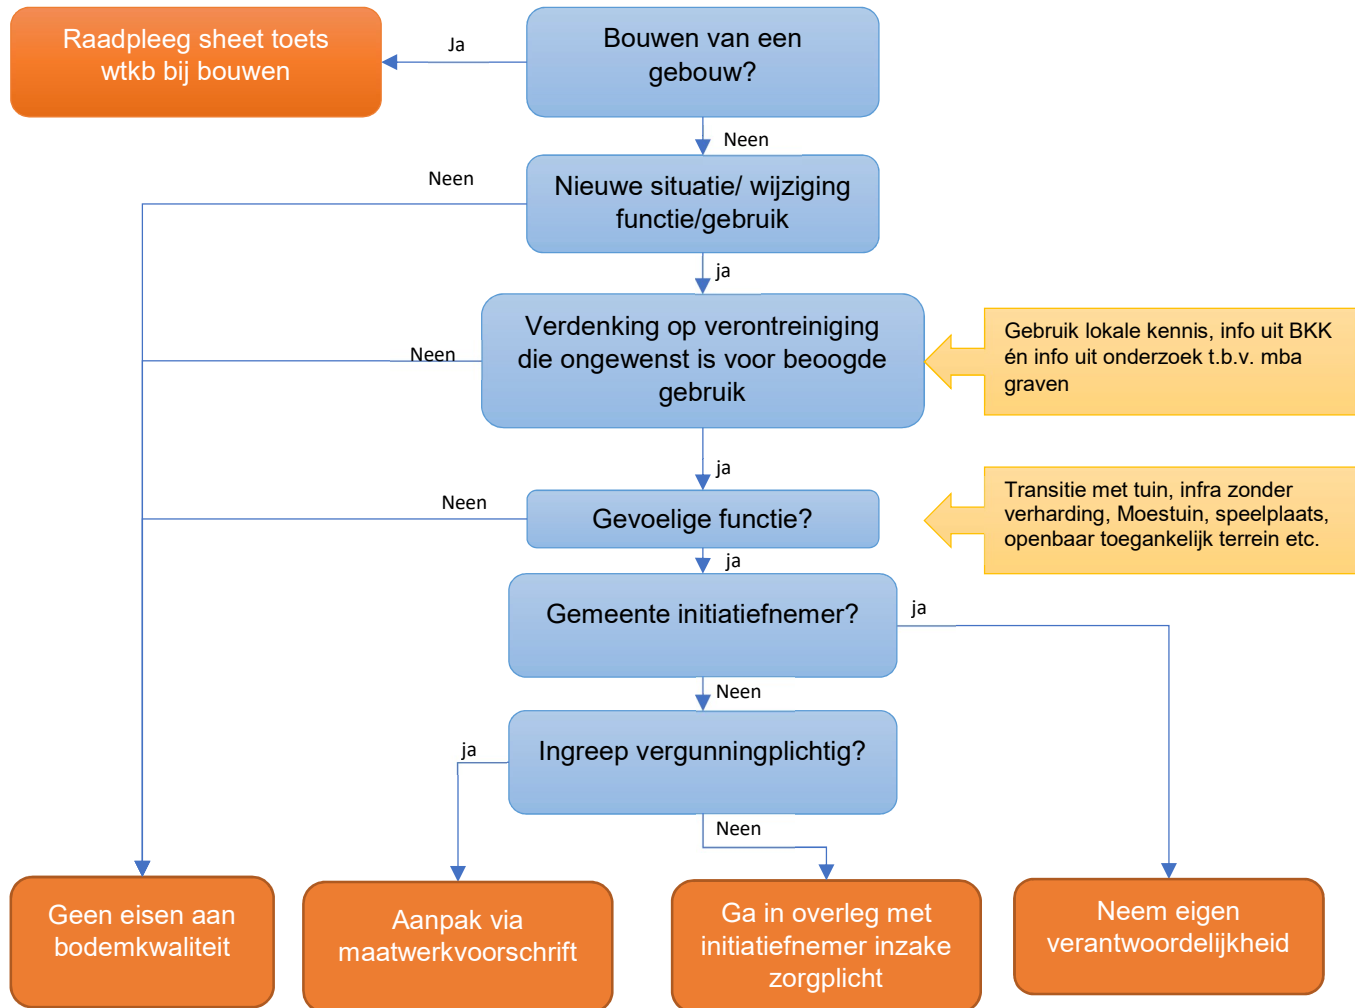 Raadpleeg sheet toets
wtkb bij bouwen
Ja
Bouwen van een
gebouw?
Neen
Neen
Nieuwe situatie/ wijziging
functie/gebruik
ja
Verdenking op verontreiniging
die ongewenst is voor beoogde
gebruik
Neen
Gebruik lokale kennis, info uit BKK
én info uit onderzoek t.b.v. mba
graven
ja
Neen
Gevoelige functie?
Transitie met tuin, infra zonder
verharding, Moestuin, speelplaats,
openbaar toegankelijk terrein etc.
ja
Gemeente initiatiefnemer?
ja
Neen
ja
Ingreep vergunningplichtig?
Neen
Geen eisen aan
bodemkwaliteit
Aanpak via
maatwerkvoorschrift
Ga in overleg met
initiatiefnemer inzake
zorgplicht
Neem eigen
verantwoordelijkheid